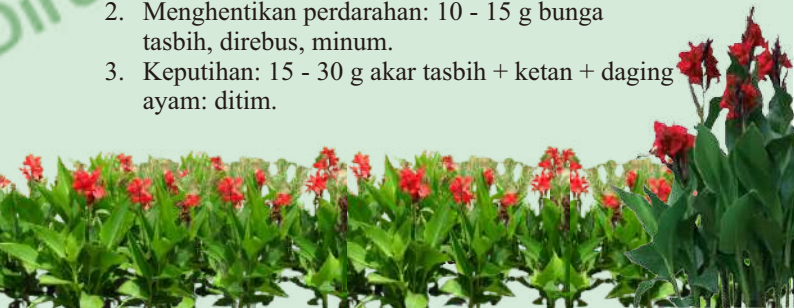 2. Menghentikan perdarahan: 10 - 15 g bunga
tasbih, direbus, minum.
3. Keputihan: 15 - 30 g akar tasbih + ketan + daging
ayam: ditim.